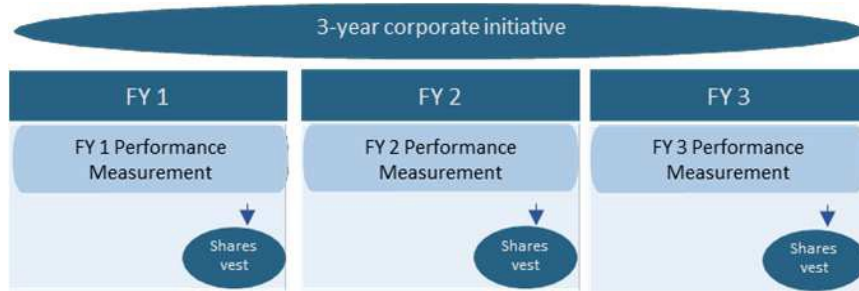 3-year corporate initiative
FY 1
FY 2
FY 3
FY 1 Performance
Measurement
FY 2 Performance
Measurement
FY 3 Performance
Measurement
Shares
vest
Shares
vest
Shares
vest